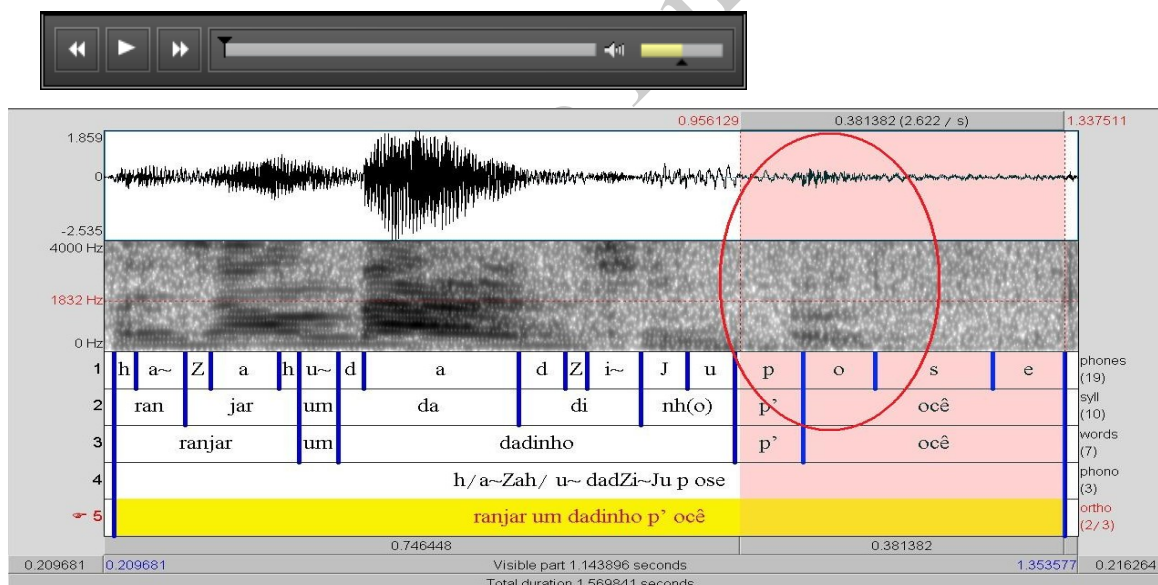 0.956129 0.381382 (2.622 / s) 1.337511
1.859
0
-2.535
4000 Hz
1832 Hz
0 Hz
1 h a~ Z a h u~ d a d Z i~ J u p o s e phones (19)
2 ran jar um da di nh(o) p' ocê syll (10)
3 ranjar um dadinho p' ocê words (7)
4 h/a~Zah/ u~ dadZi~Ju p ose phono (3)
5 ranjar um dadinho p' ocê ortho (2/3)
0.746448 0.381382
0.209681 0.209681 Visible part 1.143896 seconds 1.353577 0.216264
Total duration 1.569841 seconds